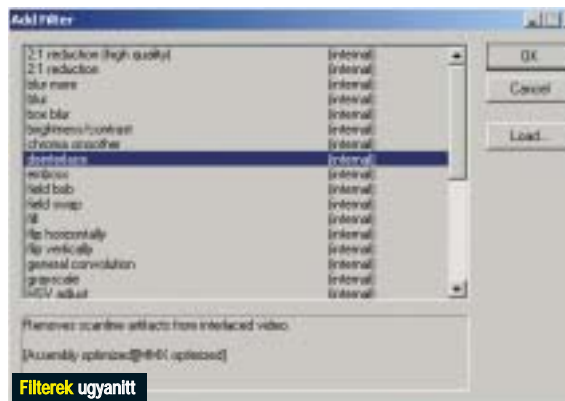 Add Filter
2:1 reduction (high quality) [internal]
2:1 reduction [internal]
blur more [internal]
blur [internal]
box blur [internal]
brightness/contrast [internal]
chroma smoother [internal]
deinterlace [internal]
emboss [internal]
field bob [internal]
field swap [internal]
fill [internal]
flip horizontally [internal]
flip vertically [internal]
general convolution [internal]
grayscale [internal]
HSV adjust [internal]
OK
Cancel
Load...
Removes scanline artifacts from interlaced video.
[Assembly optimized][MMX optimized]
Filterek ugyanitt